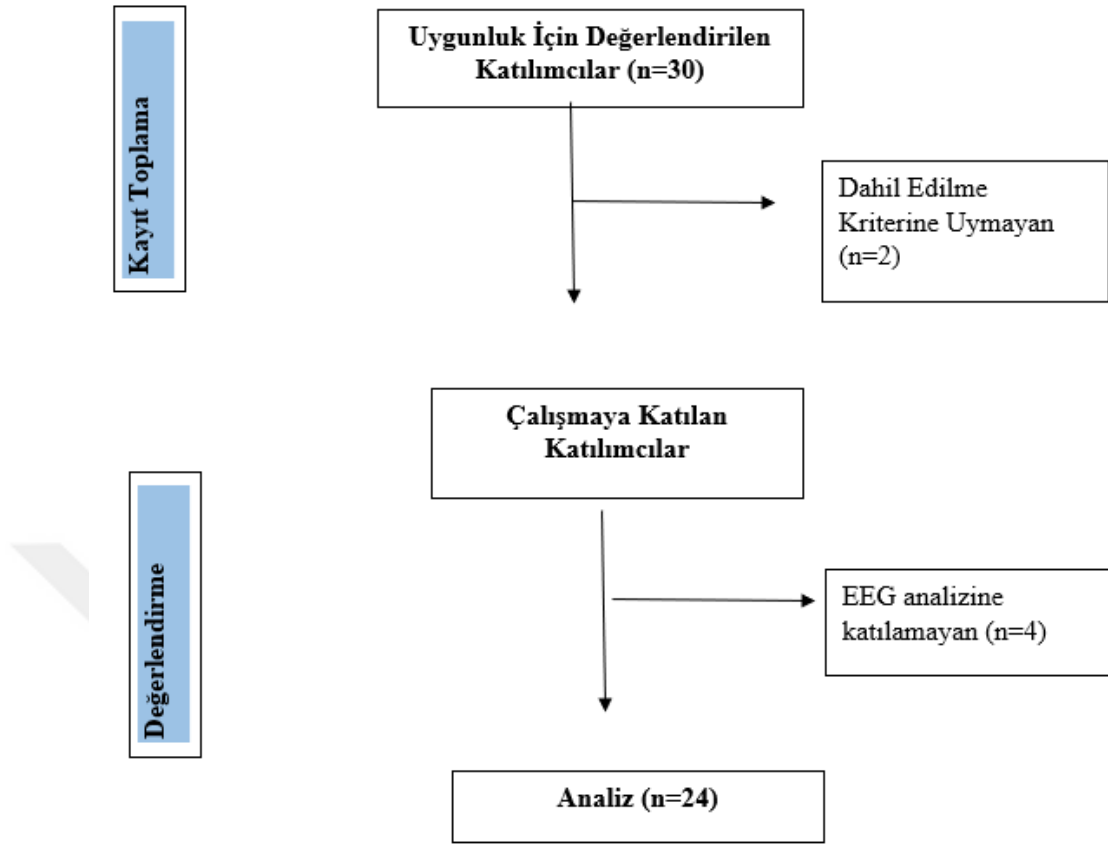 Uygunluk İçin Değerlendirilen
Katılımcılar (n=30)
Kayıt Toplama
Dahil Edilme
Kriterine Uymayan
(n=2)
Çalışmaya Katılan
Katılımcılar
Değerlendirme
EEG analizine
katılamayan (n=4)
Analiz (n=24)